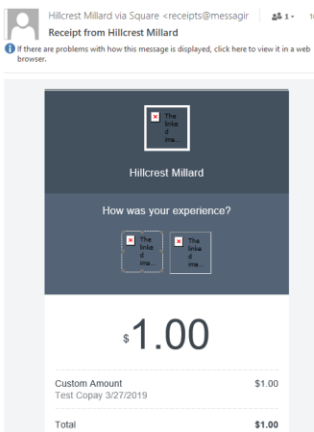 Hillcrest Millard via Square <receipts@messagir
1
Receipt from Hillcrest Millard
If there are problems with how this message is displayed, click here to view it in a web
browser.
The
linke
d
ima...
Hillcrest Millard
How was your experience?
The
linke
d
ima...
The
linke
d
ima...
$1.00
Custom Amount $1.00
Test Copay 3/27/2019
Total $1.00